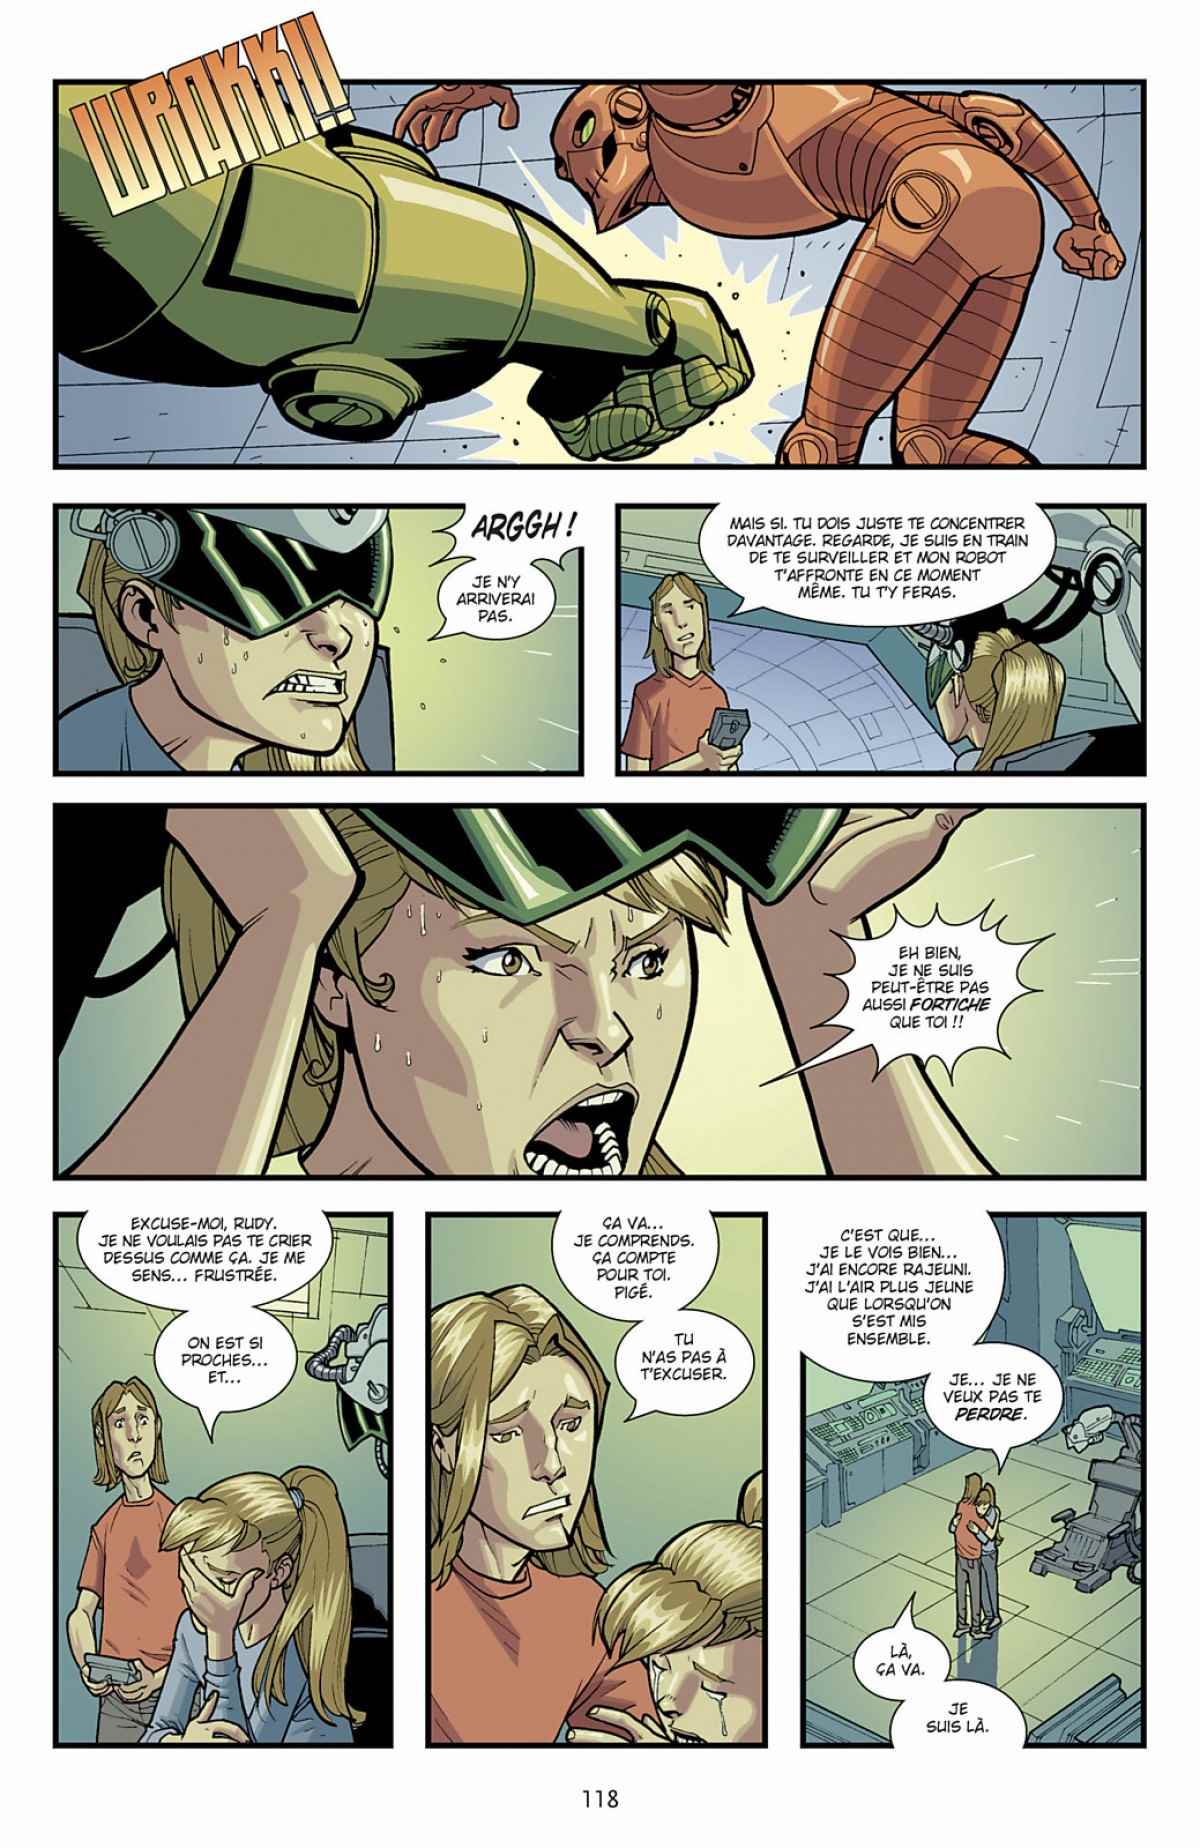 WRAKK!!
ARGGH !
JE N'Y
ARRIVERAI
PAS.
MAIS SI. TU DOIS JUSTE TE CONCENTRER
DAVANTAGE. REGARDE, JE SUIS EN TRAIN
DE TE SURVEILLER ET MON ROBOT
T'AFFRONTE EN CE MOMENT
MÊME. TU T'Y FERAS.
EH BIEN,
JE NE SUIS
PEUT-ÊTRE PAS
AUSSI FORTICHE
QUE TOI !!
EXCUSE-MOI, RUDY.
JE NE VOULAIS PAS TE CRIER
DESSUS COMME ÇA. JE ME
SENS... FRUSTRÉE.
ON EST SI
PROCHES...
ET...
ÇA VA...
JE COMPRENDS.
ÇA COMPTE
POUR TOI.
PIGÉ.
TU
N'AS PAS À
T'EXCUSER.
C'EST QUE...
JE LE VOIS BIEN...
J'AI ENCORE RAJEUNI.
J'AI L'AIR PLUS JEUNE
QUE LORSQU'ON
S'EST MIS
ENSEMBLE.
JE... JE NE
VEUX PAS TE
PERDRE.
LÀ,
ÇA VA.
JE
SUIS LÀ.
118